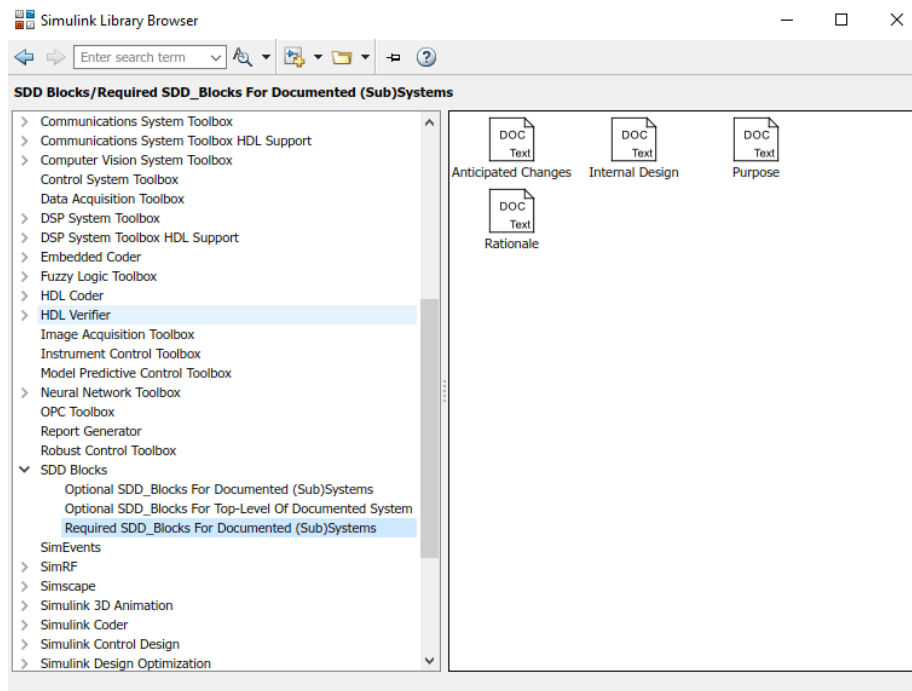 Simulink Library Browser
Enter search term
SDD Blocks/Required SDD_Blocks For Documented (Sub)Systems
Communications System Toolbox
Communications System Toolbox HDL Support
Computer Vision System Toolbox
Control System Toolbox
Data Acquisition Toolbox
DSP System Toolbox
DSP System Toolbox HDL Support
Embedded Coder
Fuzzy Logic Toolbox
HDL Coder
HDL Verifier
Image Acquisition Toolbox
Instrument Control Toolbox
Model Predictive Control Toolbox
Neural Network Toolbox
OPC Toolbox
Report Generator
Robust Control Toolbox
SDD Blocks
Optional SDD_Blocks For Documented (Sub)Systems
Optional SDD_Blocks For Top-Level Of Documented System
Required SDD_Blocks For Documented (Sub)Systems
SimEvents
SimRF
Simscape
Simulink 3D Animation
Simulink Coder
Simulink Control Design
Simulink Design Optimization
DOC DOC DOC
Text Text Text
Anticipated Changes Internal Design Purpose
DOC
Text
Rationale